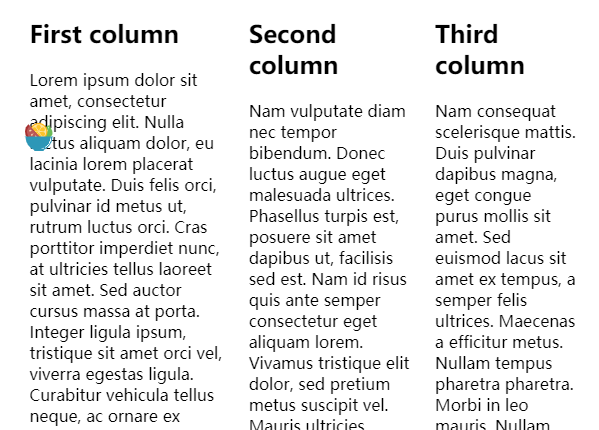 First column
Lorem ipsum dolor sit
amet, consectetur
adipiscing elit. Nulla
aliquam dolor, eu
lacinia lorem placerat
vulputate. Duis felis orci,
pulvinar id metus ut,
rutrum luctus orci. Cras
porttitor imperdiet nunc,
at ultricies tellus laoreet
sit amet. Sed auctor
cursus massa at porta.
Integer ligula ipsum,
tristique sit amet orci vel,
viverra egestas ligula.
Curabitur vehicula tellus
neque, ac ornare ex
Second
column
Nam vulputate diam
nec tempor
bibendum. Donec
luctus augue eget
malesuada ultrices.
Phasellus turpis est,
posuere sit amet
dapibus ut, facilisis
sed est. Nam id risus
quis ante semper
consectetur eget
aliquam lorem.
Vivamus tristique elit
dolor, sed pretium
metus suscipit vel.
Mauris ultricies
Third
column
Nam consequat
scelerisque mattis.
Duis pulvinar
dapibus magna,
eget congue
purus mollis sit
amet. Sed
euismod lacus sit
amet ex tempus, a
semper felis
ultrices. Maecenas
a efficitur metus.
Nullam tempus
pharetra pharetra.
Morbi in leo
mauris. Nullam